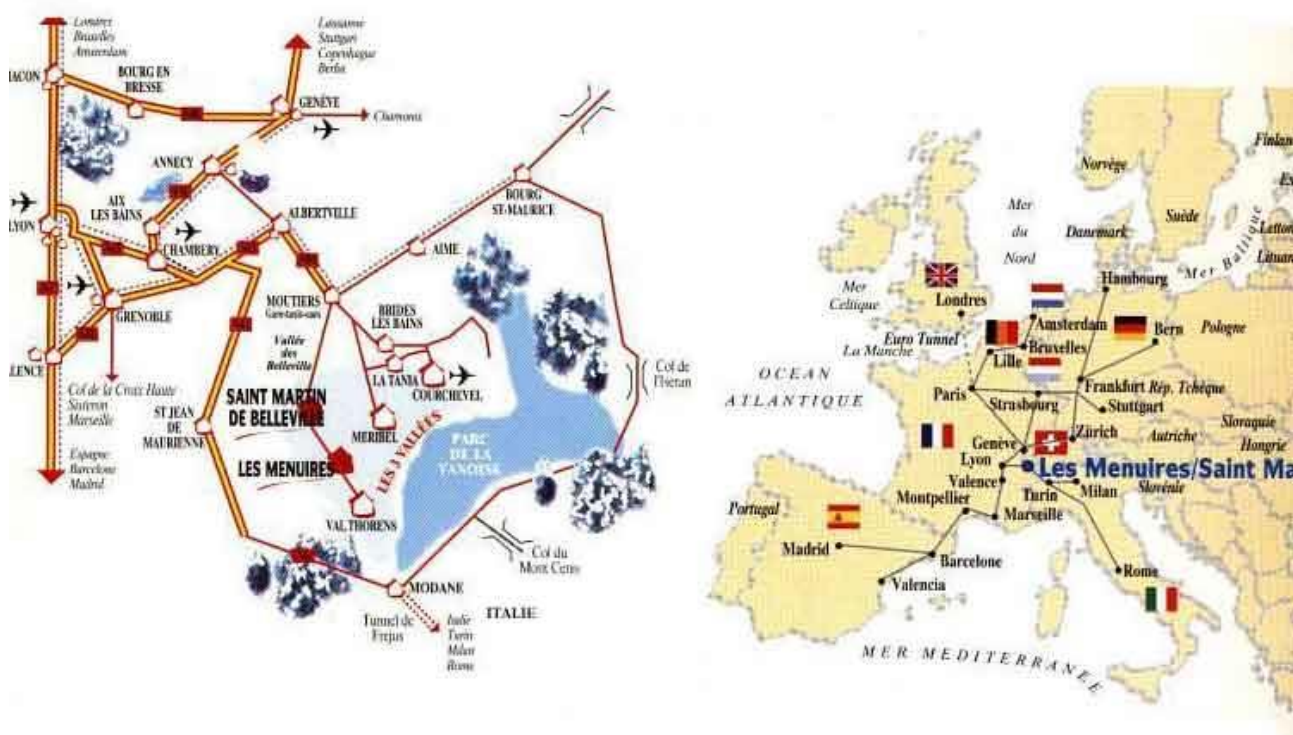 Londres
Bruxelles
Amsterdam
Lausanne
Stuttgart
Copenhague
Berlin
ACON
BOURG EN
BRESSE
GENÈVE
Chamonix
ANNECY
AIX
LES BAINS
ALBERTVILLE
BOURG
ST-MAURICE
LYON
CHAMBERY
AIME
GRENOBLE
MOUTIERS
BRIDES
LES BAINS
Vallée
des
Belleville
LENCE
LA TANIA
COURCHEVEL
Col de
l'Iseran
Col de la Croix Haute
Sisteron
Marseille
SAINT MARTIN
DE BELLEVILLE
ST JEAN
DE
MAURIENNE
MERIBEL
LES 3 VALLÉES
PARC
DE LA
VANOISE
LES MENUIRES
Espagne
Barcelone
Madrid
VAL THORENS
Col du
Mont Cenis
MODANE
Tunnel de
Frejus
ITALIE
Italie
Turin
Milan
Rome
Norvège
Finlan
Suède
Mer
du
Nord
Danemark
Mer Baltique
Letton
Lituan
Mer
Celtique
Londres
Hambourg
Euro Tunnel
Amsterdam
Bern
Pologne
La Manche
Lille
Bruxelles
OCEAN
ATLANTIQUE
Paris
Frankfurt
Rép. Tchèque
Strasbourg
Stuttgart
Slovaquie
Genève
Zürich
Autriche
Hongrie
Lyon
Les Menuires/Saint Ma
Valence
Turin
Milan
Slovénie
Montpellier
Marseille
Portugal
Madrid
Barcelone
Valencia
Rome
MER MEDITERRANEE